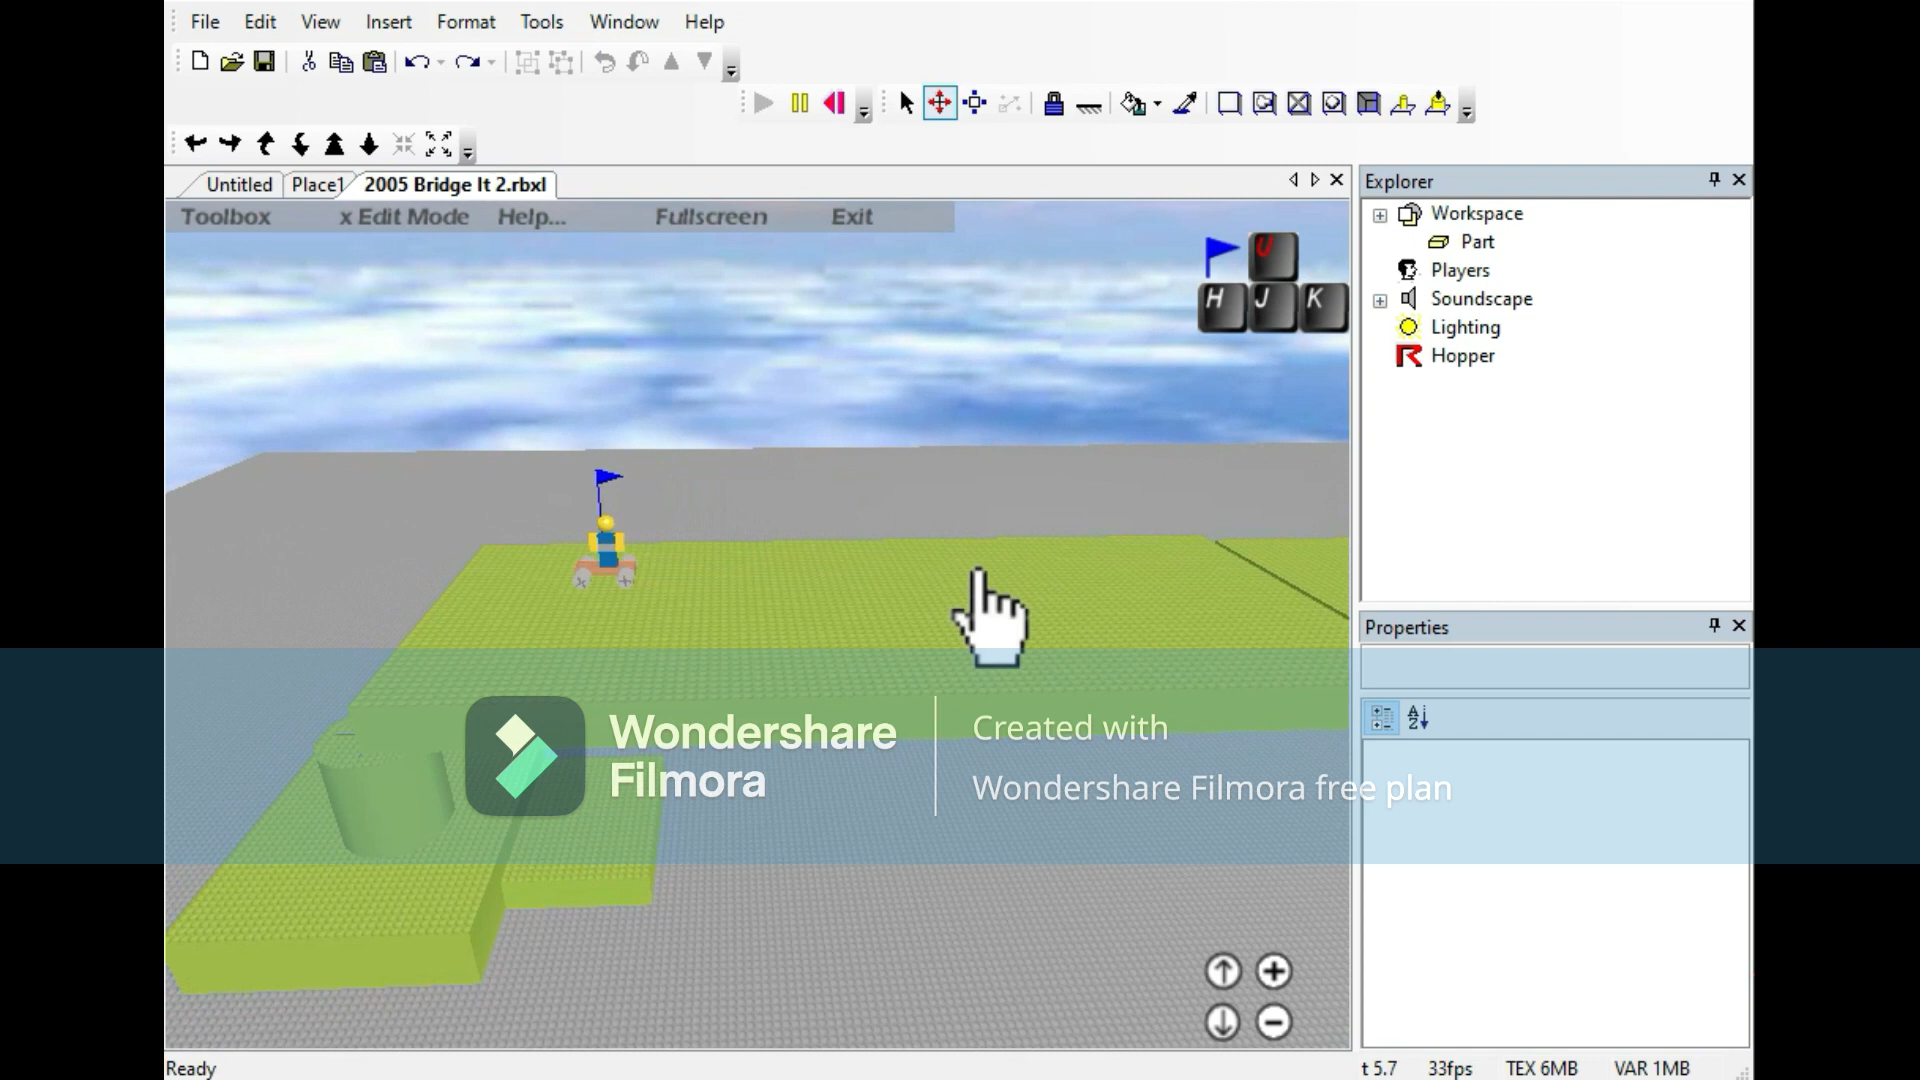 File Edit View Insert Format Tools Window Help
Untitled Place1 2005 Bridge It 2.rbxl
Explorer
Toolbox x Edit Mode Help... Fullscreen Exit
Workspace
Part
Players
Soundscape
Lighting
Hopper
U
H J K
Properties
Wondershare
Filmora
Created with
Wondershare Filmora free plan
Ready
t 5.7 33fps TEX 6MB VAR 1MB